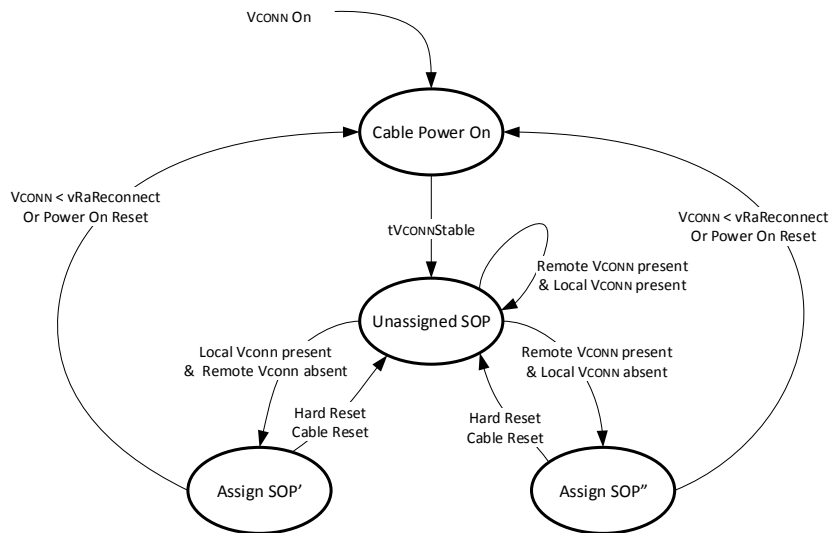 VCONN On
Cable Power On
VCONN < vRaReconnect
Or Power On Reset
VCONN < vRaReconnect
Or Power On Reset
tVCONNStable
Remote VCONN present
& Local VCONN present
Unassigned SOP
Local Vconn present
& Remote Vconn absent
Remote VCONN present
& Local VCONN absent
Hard Reset
Cable Reset
Hard Reset
Cable Reset
Assign SOP’
Assign SOP”